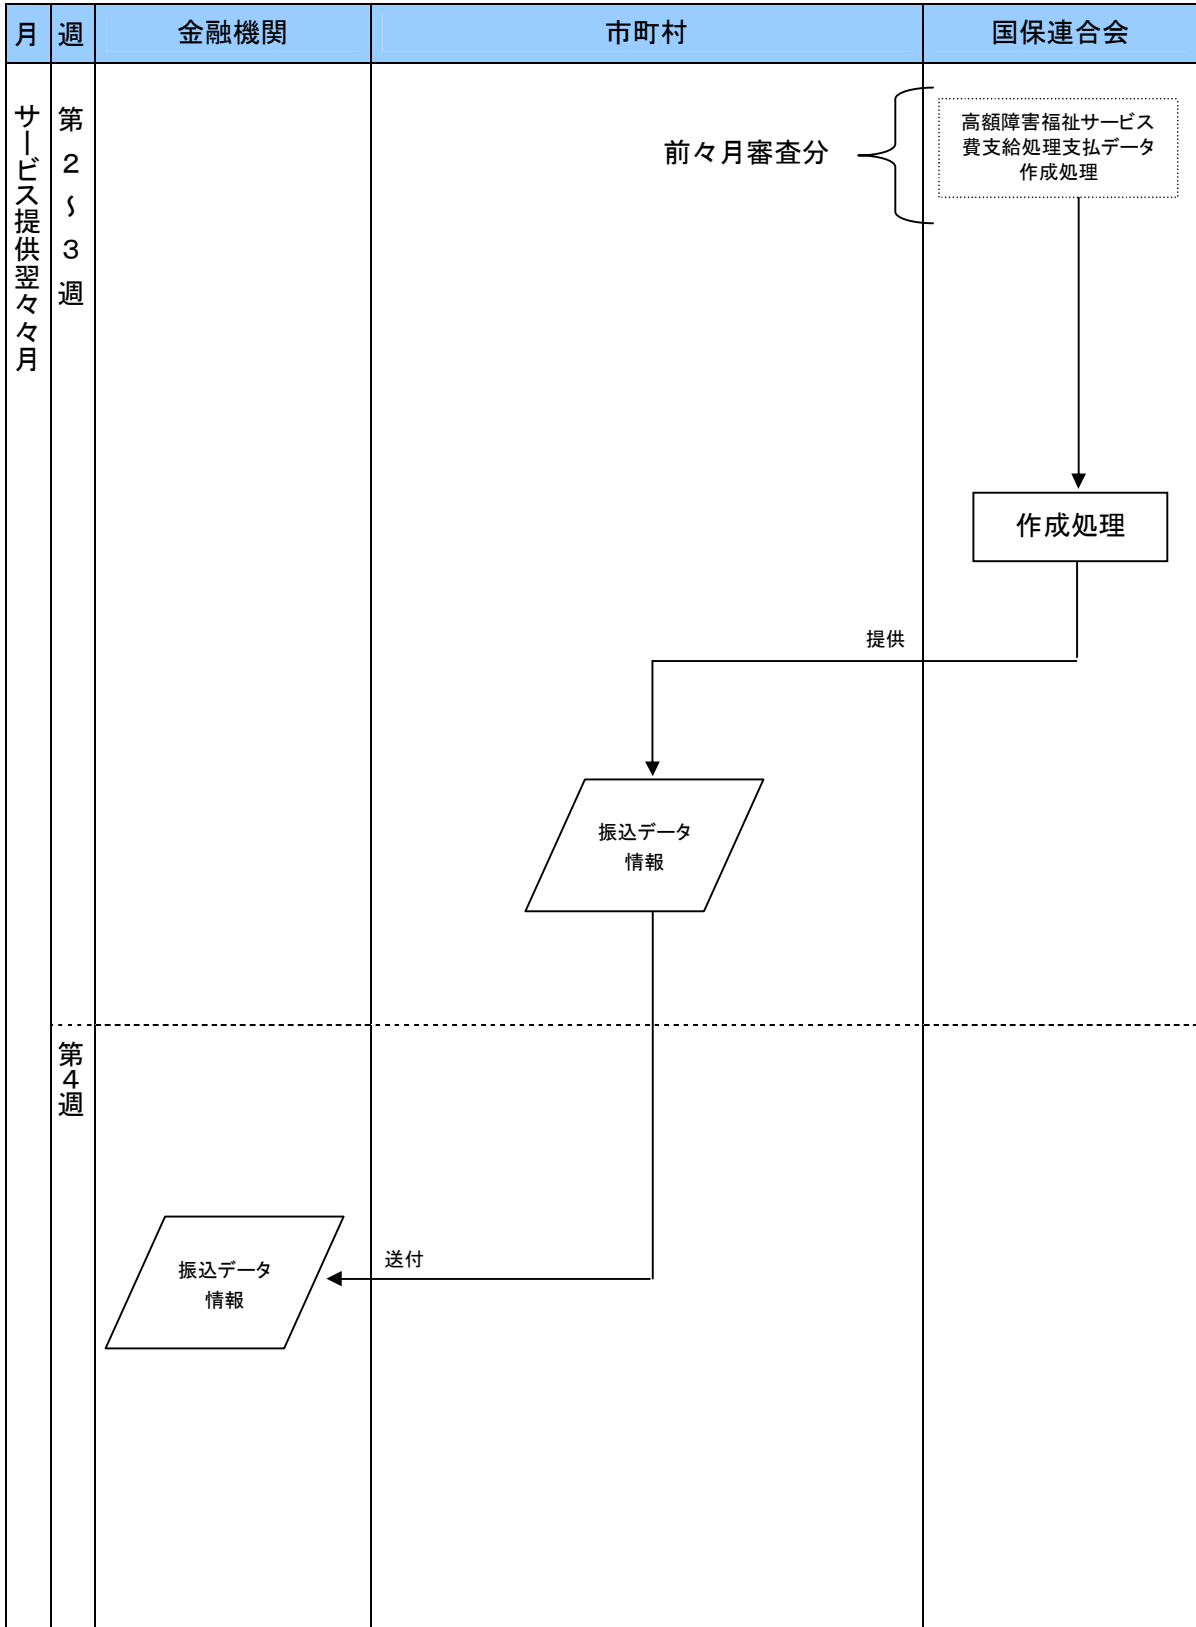 月 週 金融機関 市町村 国保連合会
サービス提供翌々月
第2～3週
前々月審査分
高額障害福祉サービス
費支給処理支払データ
作成処理
作成処理
提供
振込データ
情報
第4週
送付
振込データ
情報